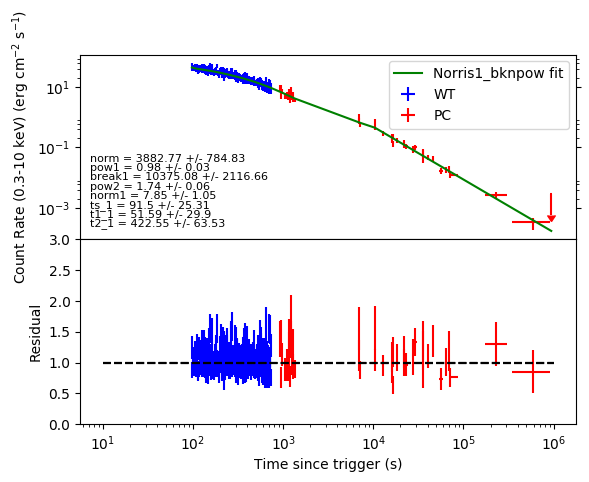 Count Rate (0.3-10 keV) (erg cm⁻² s⁻¹)
10¹
10⁻¹
10⁻³
Norris1_bknpow fit
WT
PC
norm = 3882.77 +/- 784.83
pow1 = 0.98 +/- 0.03
break1 = 10375.08 +/- 2116.66
pow2 = 1.74 +/- 0.06
norm1 = 7.85 +/- 1.05
ts_1 = 91.5 +/- 25.31
t1_1 = 51.59 +/- 29.9
t2_1 = 422.55 +/- 63.53
Residual
3.0
2.5
2.0
1.5
1.0
0.5
0.0
10¹ 10² 10³ 10⁴ 10⁵ 10⁶
Time since trigger (s)